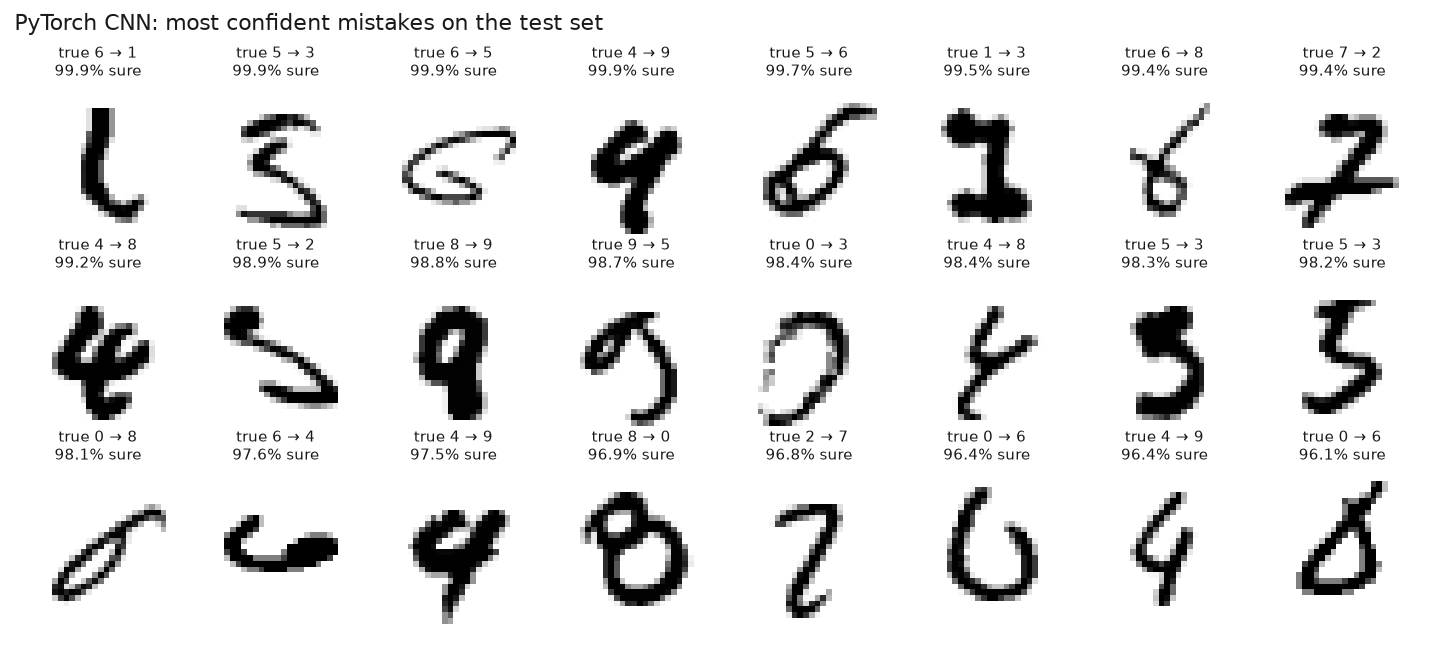 PyTorch CNN: most confident mistakes on the test set
true 6 → 1
99.9% sure
true 5 → 3
99.9% sure
true 6 → 5
99.9% sure
true 4 → 9
99.9% sure
true 5 → 6
99.7% sure
true 1 → 3
99.5% sure
true 6 → 8
99.4% sure
true 7 → 2
99.4% sure
true 4 → 8
99.2% sure
true 5 → 2
98.9% sure
true 8 → 9
98.8% sure
true 9 → 5
98.7% sure
true 0 → 3
98.4% sure
true 4 → 8
98.4% sure
true 5 → 3
98.3% sure
true 5 → 3
98.2% sure
true 0 → 8
98.1% sure
true 6 → 4
97.6% sure
true 4 → 9
97.5% sure
true 8 → 0
96.9% sure
true 2 → 7
96.8% sure
true 0 → 6
96.4% sure
true 4 → 9
96.4% sure
true 0 → 6
96.1% sure